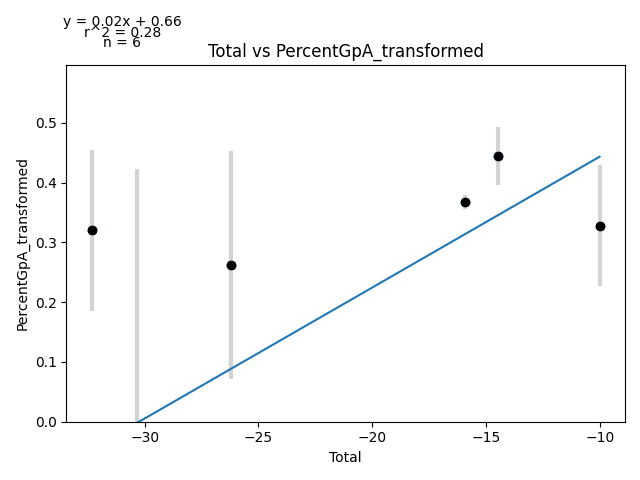 y = 0.02x + 0.66
r^2 = 0.28
n = 6
Total vs PercentGpA_transformed
PercentGpA_transformed
0.5
0.4
0.3
0.2
0.1
0.0
−30
−25
−20
−15
−10
Total